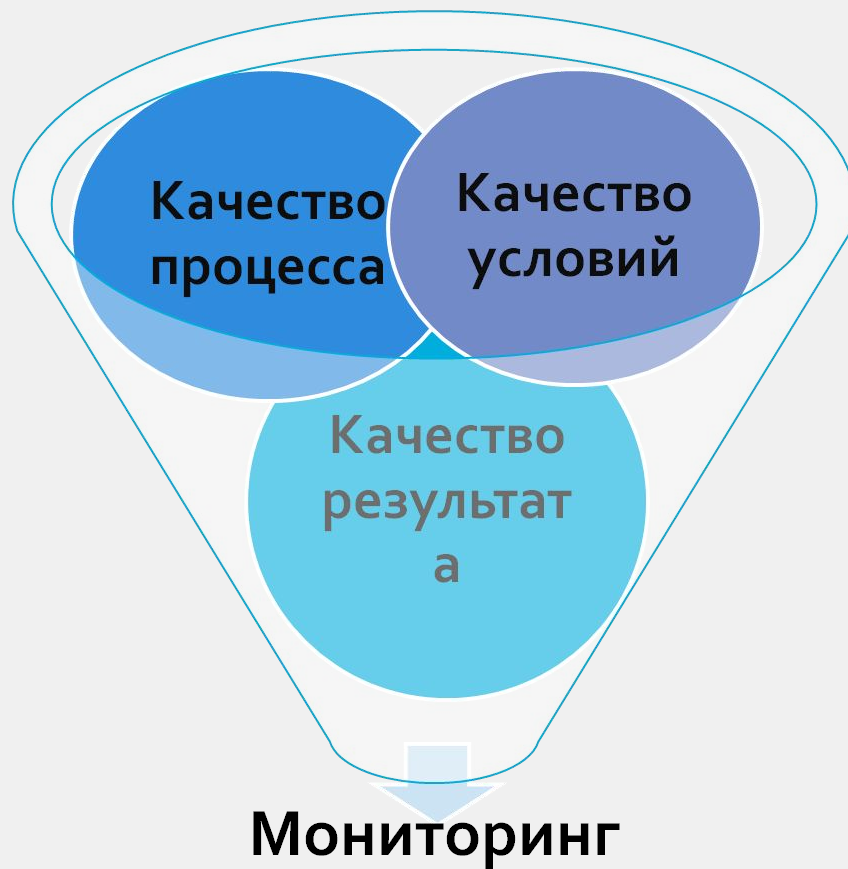 Качество
процесса
Качество
условий
Качество
результат
а
Мониторинг